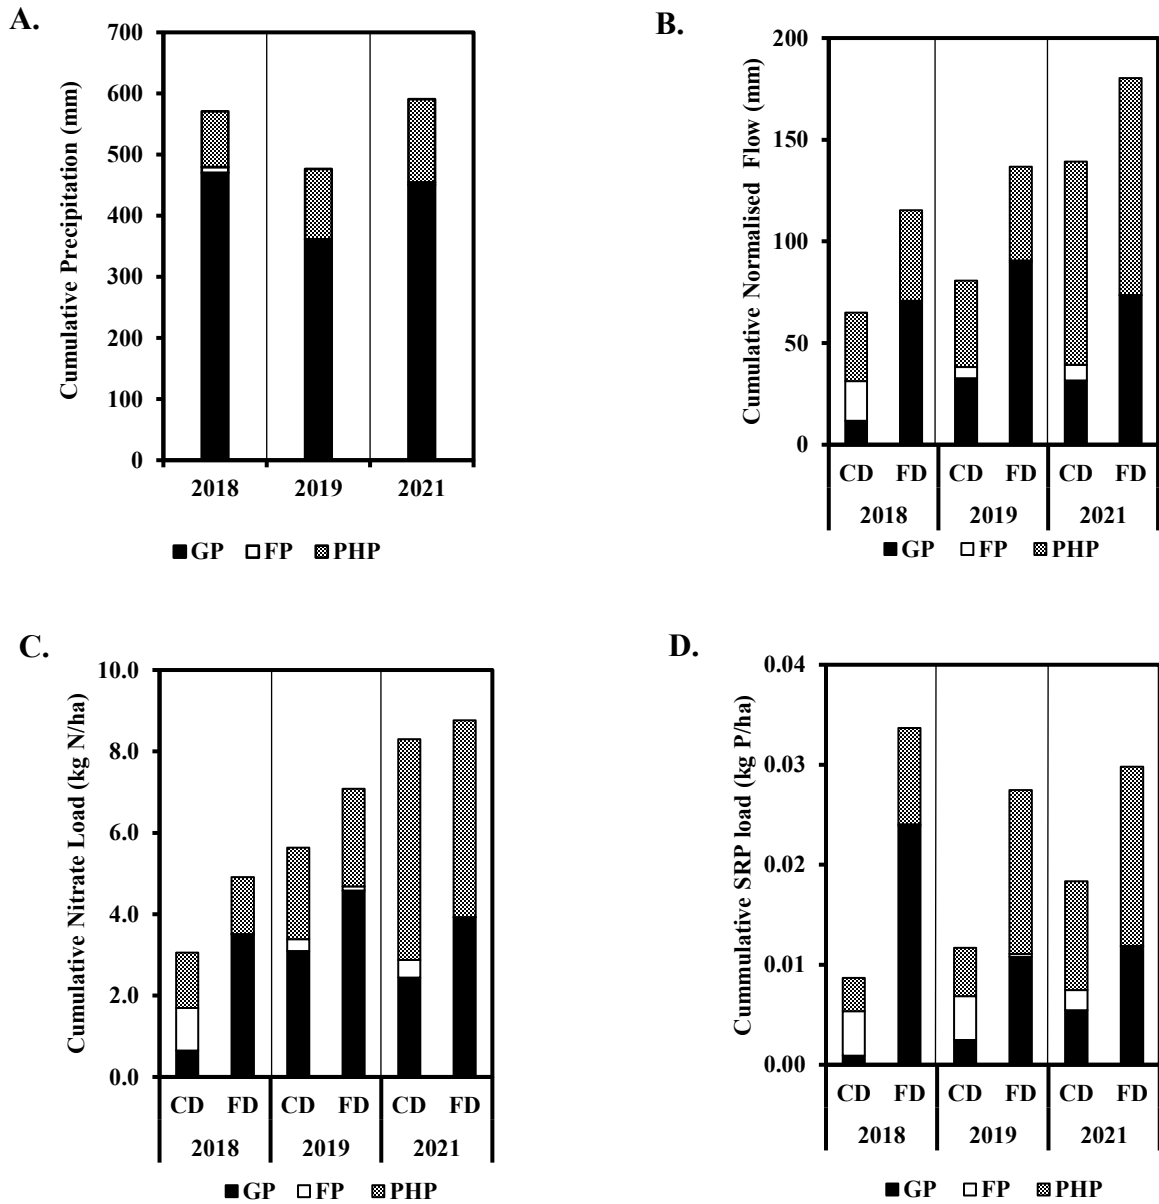 A.
Cumulative Precipitation (mm)
700
600
500
400
300
200
100
0
2018 2019 2021
GP FP PHP
B.
Cumulative Normalised Flow (mm)
200
150
100
50
0
CD FD CD FD CD FD
2018 2019 2021
GP FP PHP
C.
Cumulative Nitrate Load (kg N/ha)
10.0
8.0
6.0
4.0
2.0
0.0
CD FD CD FD CD FD
2018 2019 2021
GP FP PHP
D.
Cummulative SRP load (kg P/ha)
0.04
0.03
0.02
0.01
0.00
CD FD CD FD CD FD
2018 2019 2021
GP FP PHP